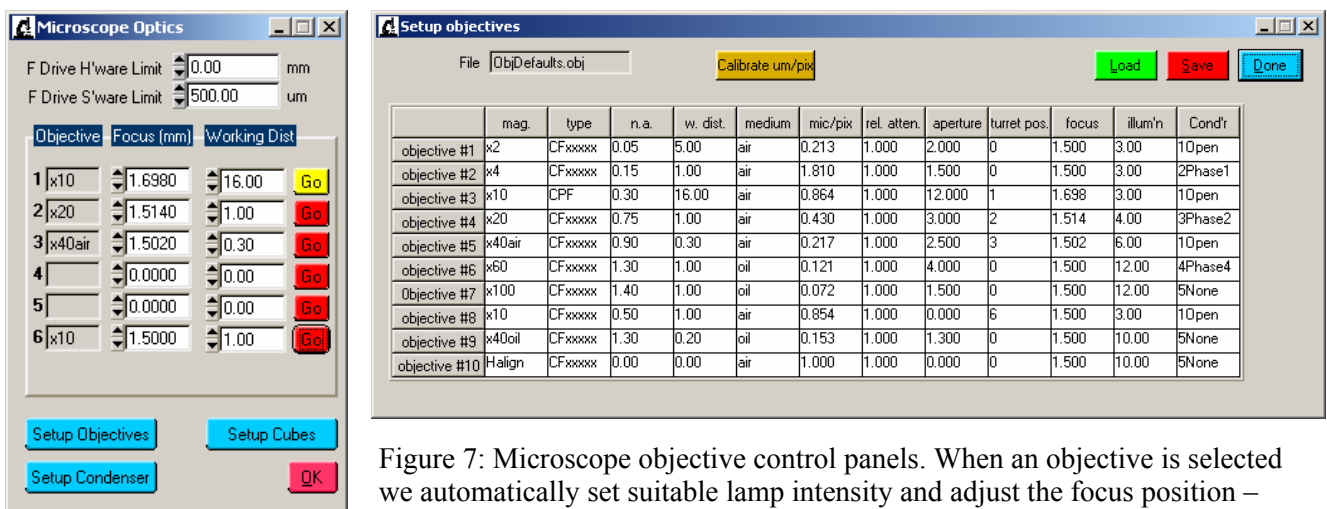 Microscope Optics
F Drive H'ware Limit 0.00 mm
F Drive S'ware Limit 500.00 um
Objective Focus (mm) Working Dist
1 x10 1.6980 16.00 Go
2 x20 1.5140 1.00 Go
3 x40air 1.5020 0.30 Go
4 0.0000 0.00 Go
5 0.0000 0.00 Go
6 x10 1.5000 1.00 Go
Setup Objectives Setup Cubes
Setup Condenser OK
Setup objectives
File ObjDefaults.obj Calibrate um/pix Load Save Done
mag. type n.a. w. dist. medium mic/pix rel. atten. aperture turret pos. focus illum'n Cond'r
objective #1 x2 CFxxxxx 0.05 5.00 air 0.213 1.000 2.000 0 1.500 3.00 1Open
objective #2 x4 CFxxxxx 0.15 1.00 air 1.810 1.000 1.500 0 1.500 3.00 2Phase1
objective #3 x10 CPF 0.30 16.00 air 0.864 1.000 12.000 1 1.698 3.00 1Open
objective #4 x20 CFxxxxx 0.75 1.00 air 0.430 1.000 3.000 2 1.514 4.00 3Phase2
objective #5 x40air CFxxxxx 0.90 0.30 air 0.217 1.000 2.500 3 1.502 6.00 1Open
objective #6 x60 CFxxxxx 1.30 1.00 oil 0.121 1.000 4.000 0 1.500 12.00 4Phase4
Objective #7 x100 CFxxxxx 1.40 1.00 oil 0.072 1.000 1.500 0 1.500 12.00 5None
objective #8 x10 CFxxxxx 0.50 1.00 air 0.854 1.000 0.000 6 1.500 3.00 1Open
objective #9 x40oil CFxxxxx 1.30 0.20 oil 0.153 1.000 1.300 0 1.500 10.00 5None
objective #10 Halign CFxxxxx 0.00 0.00 air 1.000 1.000 0.000 0 1.500 10.00 5None
Figure 7: Microscope objective control panels. When an objective is selected
we automatically set suitable lamp intensity and adjust the focus position –